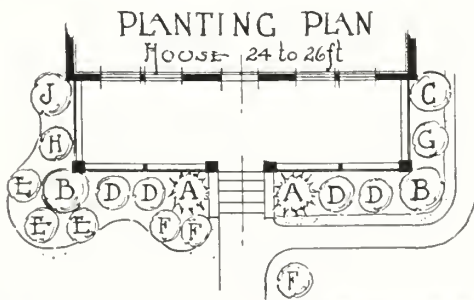 PLANTING PLAN
HOUSE 24 to 26ft
J C
H G
E B D D A A D D B
E E F F
F